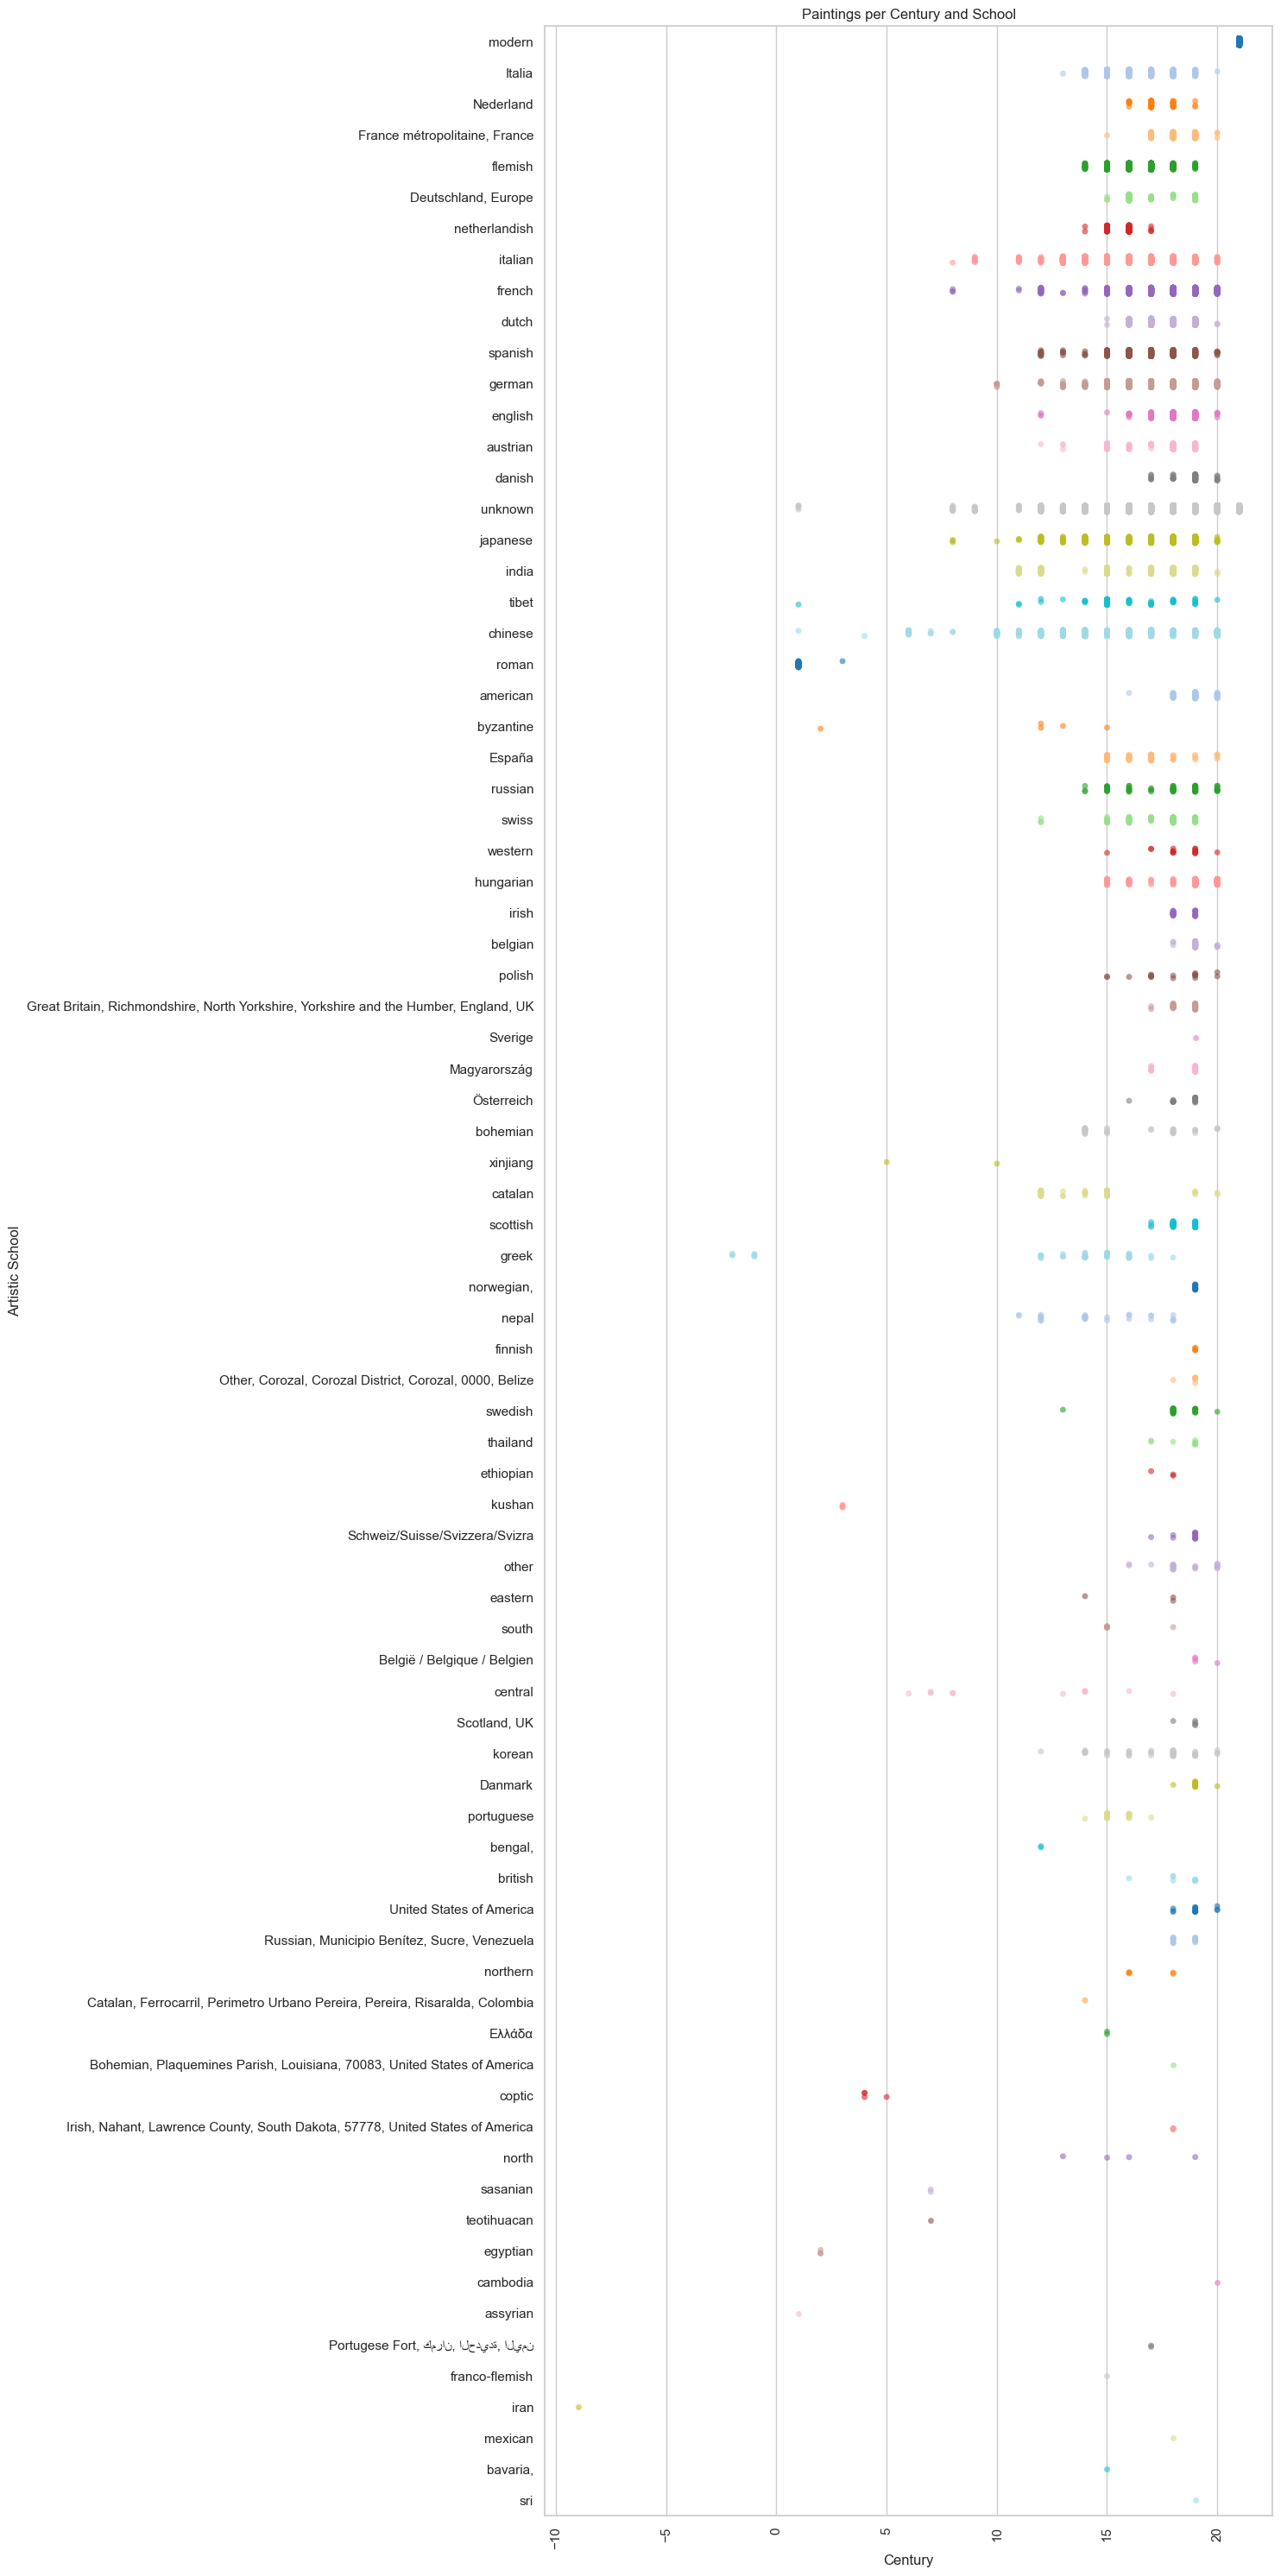 Paintings per Century and School
modern
Italia
Nederland
France métropolitaine, France
flemish
Deutschland, Europe
netherlandish
italian
french
dutch
spanish
german
english
austrian
danish
unknown
japanese
india
tibet
chinese
roman
american
byzantine
España
russian
swiss
western
hungarian
irish
belgian
polish
Great Britain, Richmondshire, North Yorkshire, Yorkshire and the Humber, England, UK
Sverige
Magyarország
Österreich
bohemian
xinjiang
catalan
scottish
greek
norwegian,
nepal
finnish
Other, Corozal, Corozal District, Corozal, 0000, Belize
swedish
thailand
ethiopian
kushan
Schweiz/Suisse/Svizzera/Svizra
other
eastern
south
België / Belgique / Belgien
central
Scotland, UK
korean
Danmark
portuguese
bengal,
british
United States of America
Russian, Municipio Benítez, Sucre, Venezuela
northern
Catalan, Ferrocarril, Perimetro Urbano Pereira, Pereira, Risaralda, Colombia
Ελλάδα
Bohemian, Plaquemines Parish, Louisiana, 70083, United States of America
coptic
Irish, Nahant, Lawrence County, South Dakota, 57778, United States of America
north
sasanian
teotihuacan
egyptian
cambodia
assyrian
Portugese Fort, كمران, الحديدة, اليمن
franco-flemish
iran
mexican
bavaria,
sri
Artistic School
−10
−5
0
5
10
15
20
Century